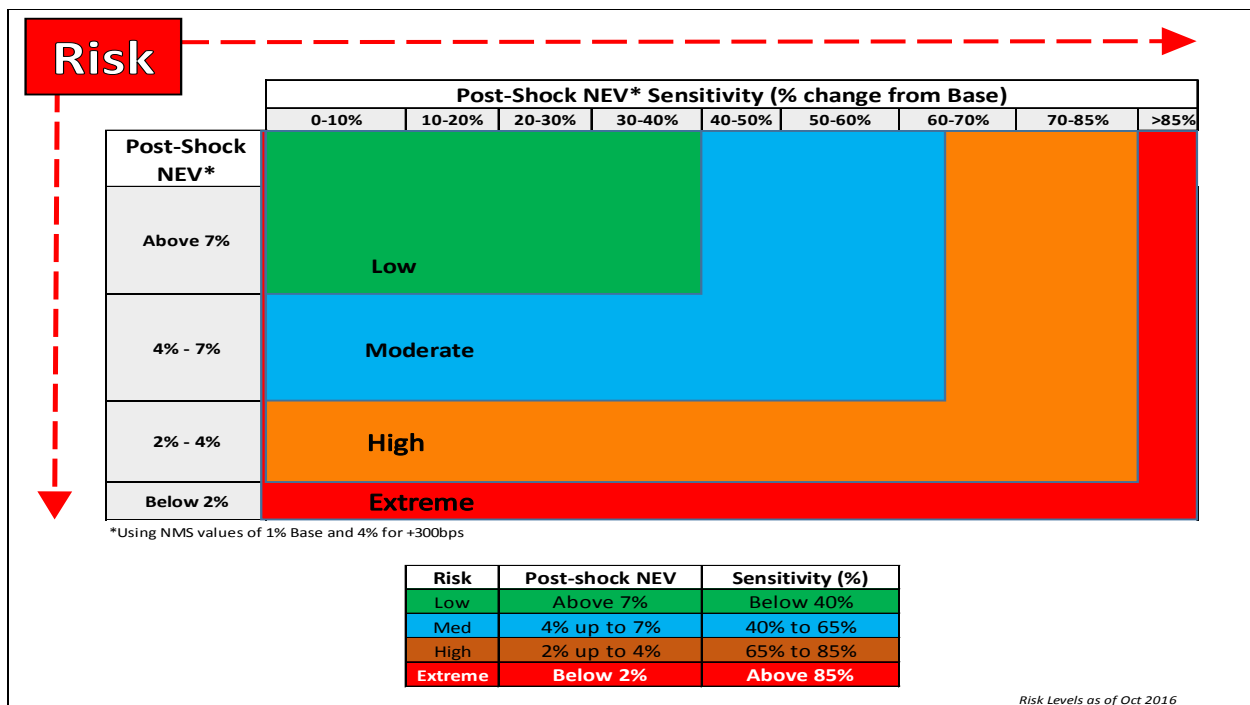 Risk
Post-Shock NEV* Sensitivity (% change from Base)
0-10% 10-20% 20-30% 30-40% 40-50% 50-60% 60-70% 70-85% >85%
Post-Shock
NEV*
Above 7%
Low
4% - 7%
Moderate
2% - 4%
High
Below 2%
Extreme
*Using NMS values of 1% Base and 4% for +300bps
Risk Post-shock NEV Sensitivity (%)
Low Above 7% Below 40%
Med 4% up to 7% 40% to 65%
High 2% up to 4% 65% to 85%
Extreme Below 2% Above 85%
Risk Levels as of Oct 2016